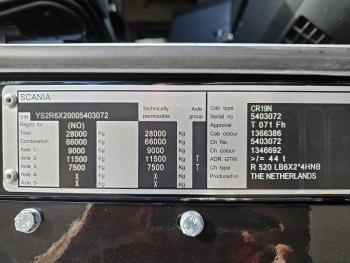 SCANIA
VIN YS2R6X20005403072
Technically permissible Axle group
Regist for (NO)
Total 28000 Kg 28000 Kg
Combination 66000 Kg 66000 Kg
Axle 1- 9000 Kg 9000 Kg
Axle 2- 11500 Kg 11500 Kg T
Axle 3- 7500 Kg 7500 Kg T
Axle 4- X Kg X Kg
Axle 5- X Kg X Kg
Cab type CR19N
Serial no 5403072
Approval T 071 Fh
Cab colour 1366386
Ch No 5403072
Ch colour 1346692
ADR GTW >/= 44 t
Ch type R 520 LB6X2*4HNB
Produced in THE NETHERLANDS